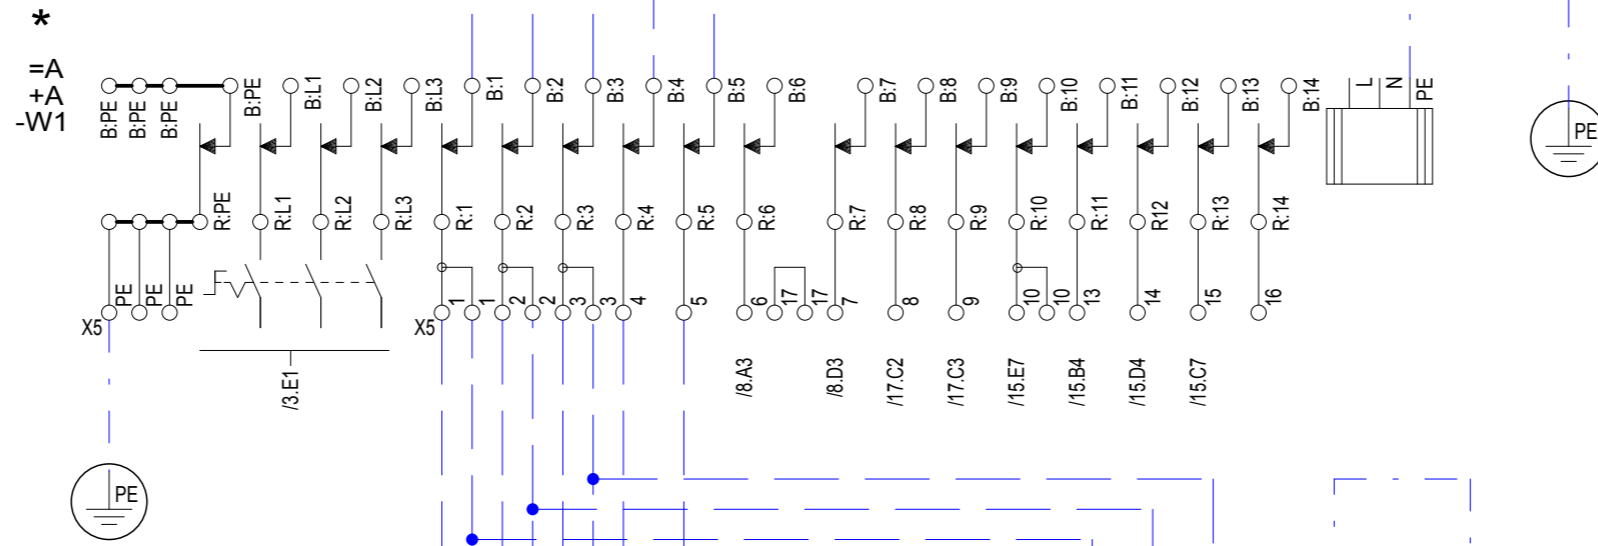 *
=A
+A
-W1
B:PE
B:PE
B:PE
B:PE
B:L1
B:L2
B:L3
B:1
B:2
B:3
B:4
B:5
B:6
B:7
B:8
B:9
B:10
B:11
B:12
B:13
B:14
L
N
PE
PE
R:PE
R:L1
R:L2
R:L3
R:1
R:2
R:3
R:4
R:5
R:6
R:7
R:8
R:9
R:10
R:11
R12
R:13
R:14
X5
PE
PE
PE
X5
1
1
2
2
3
3
4
5
6
17
17
7
8
9
10
10
13
14
15
16
/3.E1
/8.A3
/8.D3
/17.C2
/17.C3
/15.E7
/15.B4
/15.D4
/15.C7
PE